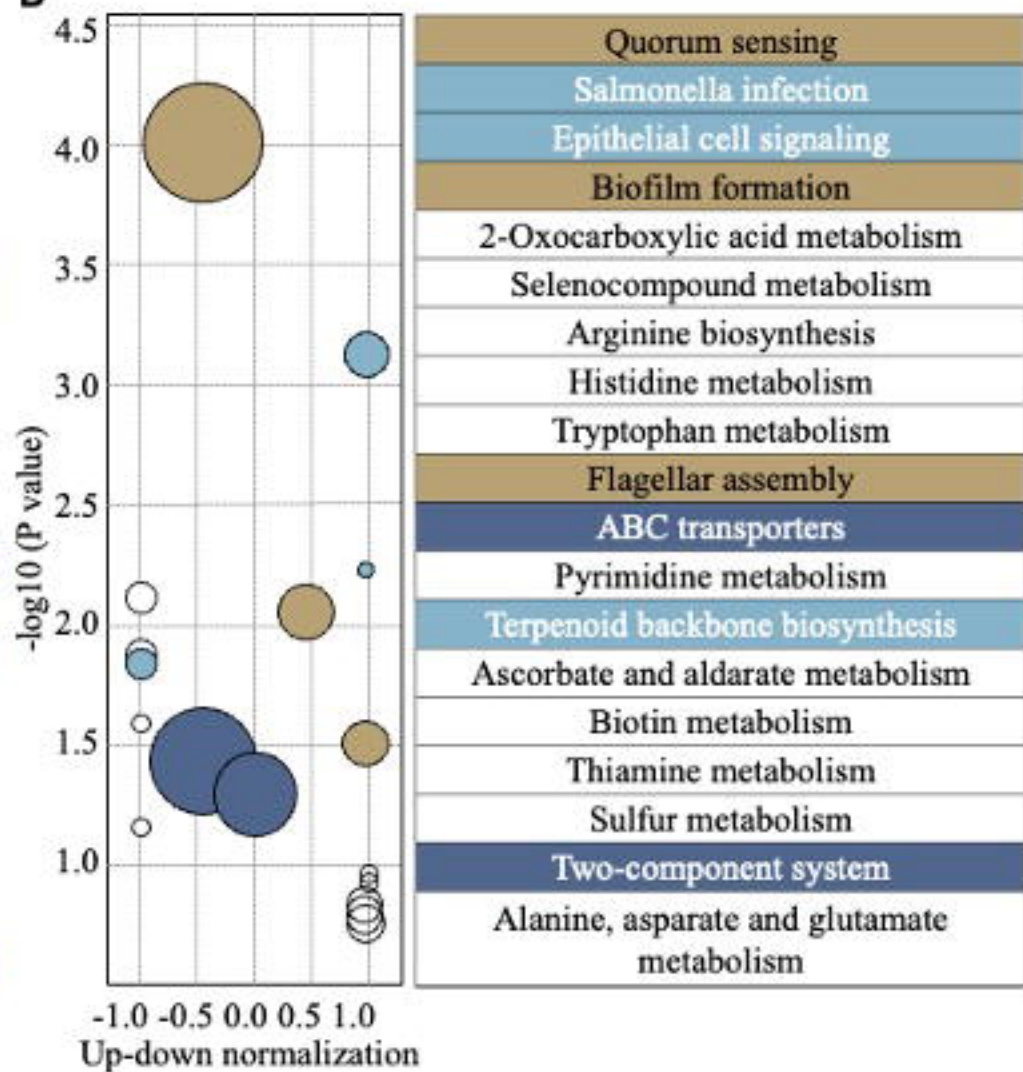 4.5
4.0
3.5
3.0
2.5
2.0
1.5
1.0
-log10 (P value)
-1.0 -0.5 0.0 0.5 1.0
Up-down normalization
Quorum sensing
Salmonella infection
Epithelial cell signaling
Biofilm formation
2-Oxocarboxylic acid metabolism
Selenocompound metabolism
Arginine biosynthesis
Histidine metabolism
Tryptophan metabolism
Flagellar assembly
ABC transporters
Pyrimidine metabolism
Terpenoid backbone biosynthesis
Ascorbate and aldarate metabolism
Biotin metabolism
Thiamine metabolism
Sulfur metabolism
Two-component system
Alanine, asparate and glutamate
metabolism